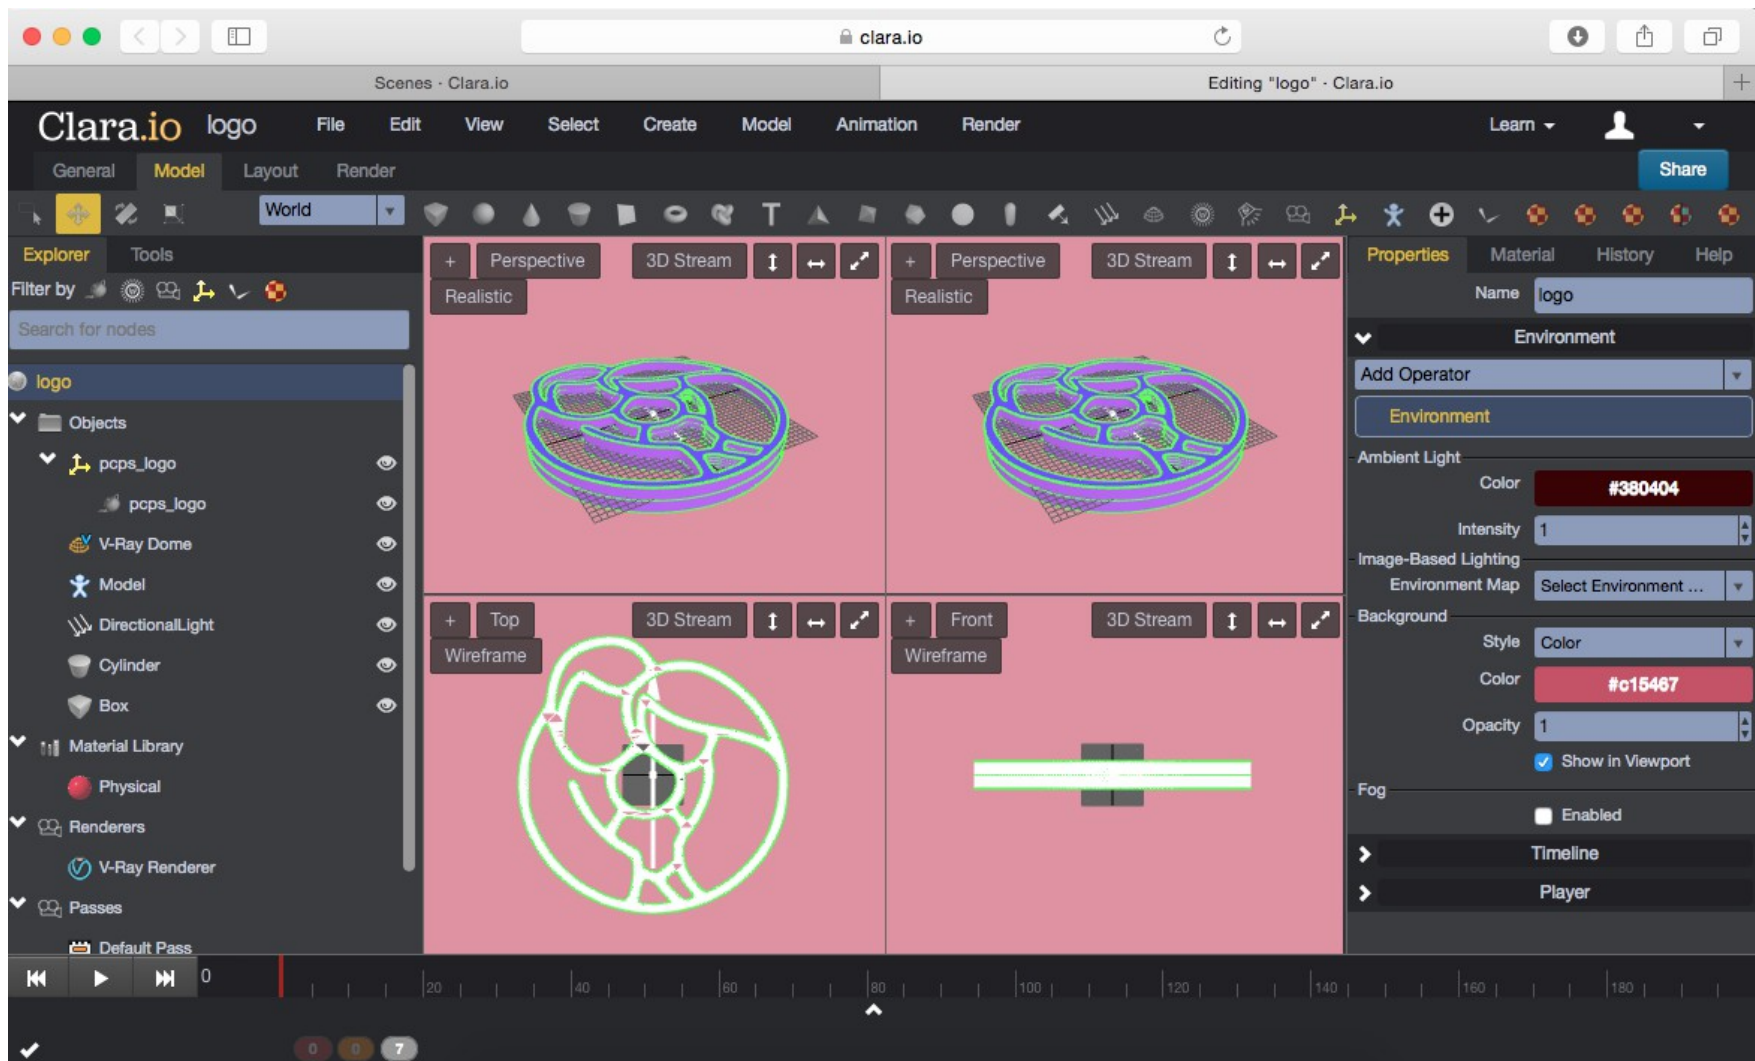 clara.io
Scenes - Clara.io
Editing "logo" - Clara.io
Clara.io logo File Edit View Select Create Model Animation Render Learn
General Model Layout Render Share
World
Explorer Tools
Filter by
Search for nodes
logo
Objects
pcps_logo
pcps_logo
V-Ray Dome
Model
DirectionalLight
Cylinder
Box
Material Library
Physical
Renderers
V-Ray Renderer
Passes
Default Pass
+ Perspective 3D Stream
Realistic
+ Perspective 3D Stream
Realistic
+ Top 3D Stream
Wireframe
+ Front 3D Stream
Wireframe
Properties Material History Help
Name logo
Environment
Add Operator
Environment
Ambient Light
Color #380404
Intensity 1
Image-Based Lighting
Environment Map Select Environment ...
Background
Style Color
Color #c15467
Opacity 1
Show in Viewport
Fog
Enabled
Timeline
Player
0 20 40 60 80 100 120 140 160 180
0 0 7